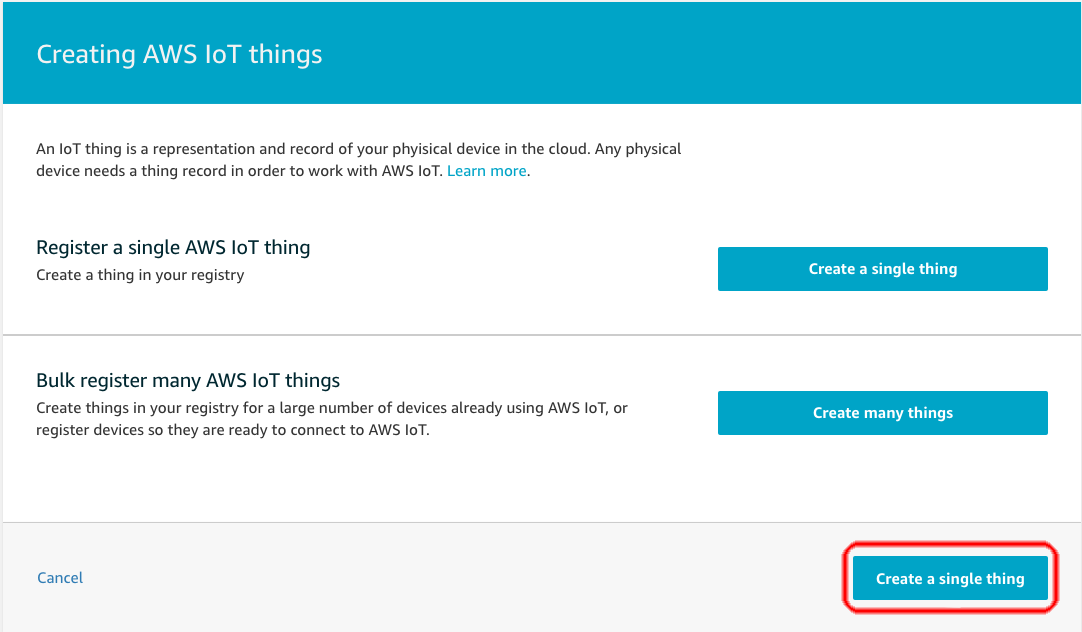 Creating AWS IoT things
An IoT thing is a representation and record of your phyisical device in the cloud. Any physical
device needs a thing record in order to work with AWS IoT. Learn more.
Register a single AWS IoT thing
Create a thing in your registry
Create a single thing
Bulk register many AWS IoT things
Create things in your registry for a large number of devices already using AWS IoT, or
register devices so they are ready to connect to AWS IoT.
Create many things
Cancel
Create a single thing